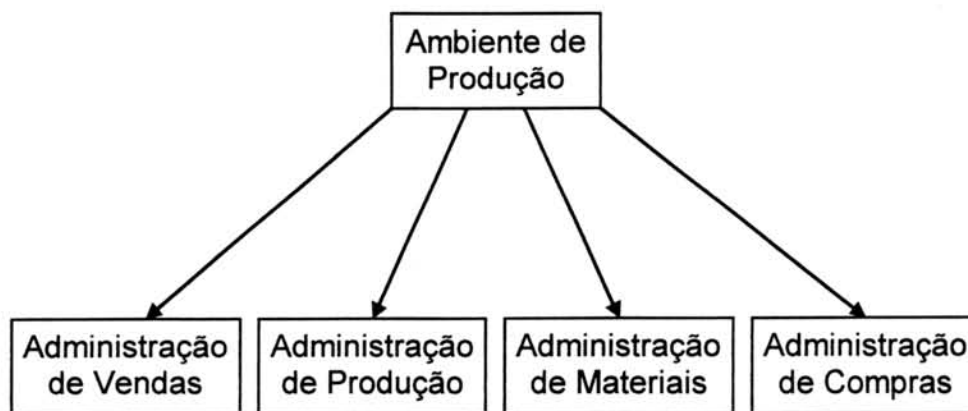 Ambiente de
Produção
Administração
de Vendas
Administração
de Produção
Administração
de Materiais
Administração
de Compras